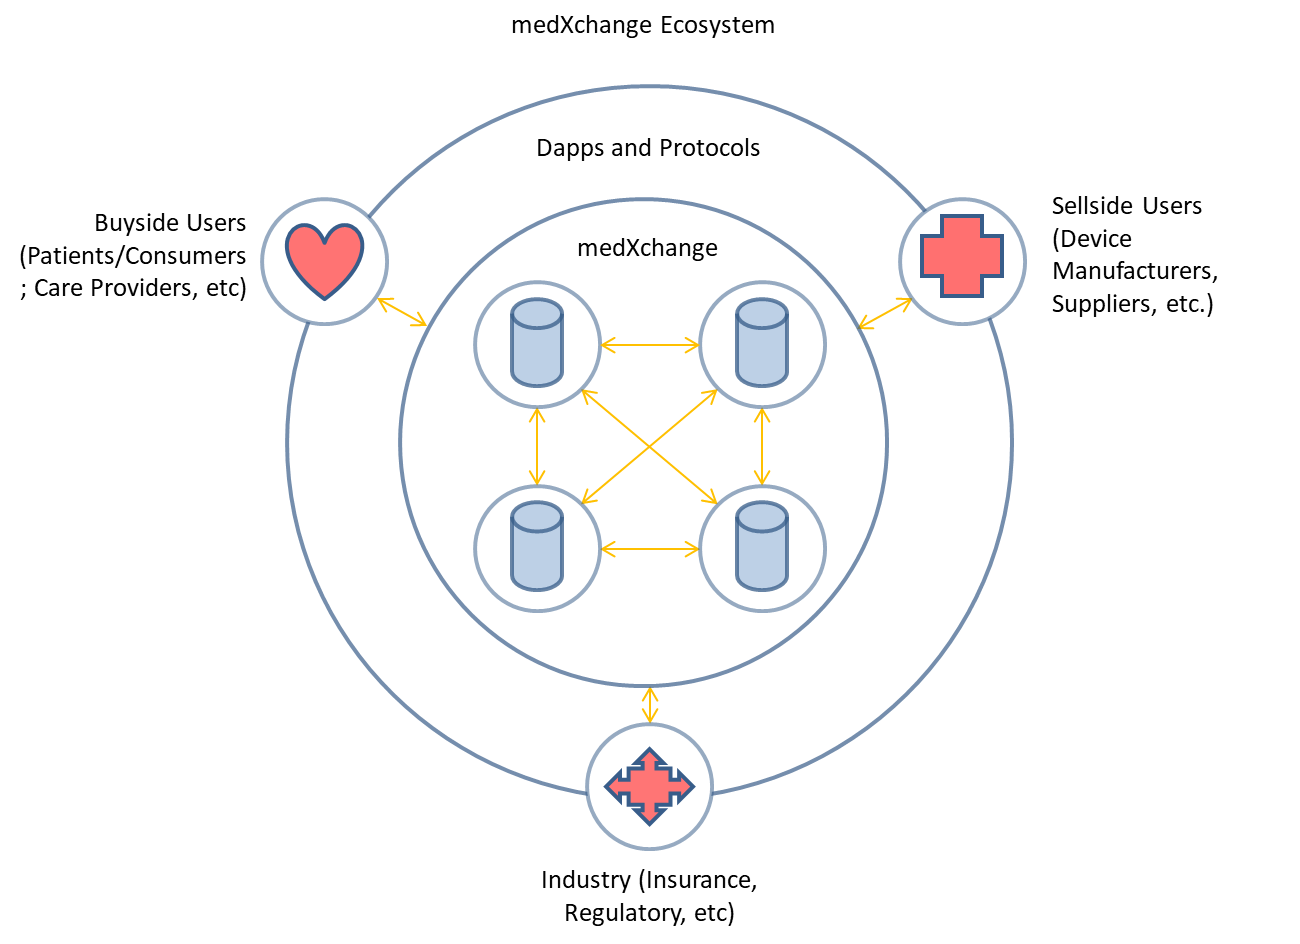 medXchange Ecosystem
Dapps and Protocols
Buyside Users
(Patients/Consumers
; Care Providers, etc)
Sellside Users
(Device
Manufacturers,
Suppliers, etc.)
medXchange
Industry (Insurance,
Regulatory, etc)